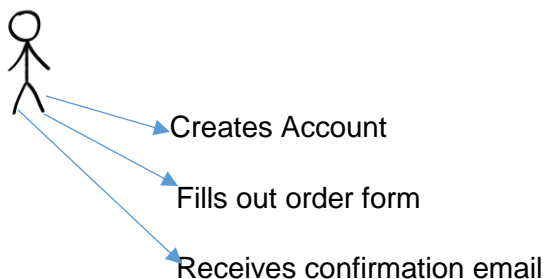 Creates Account
Fills out order form
Receives confirmation email